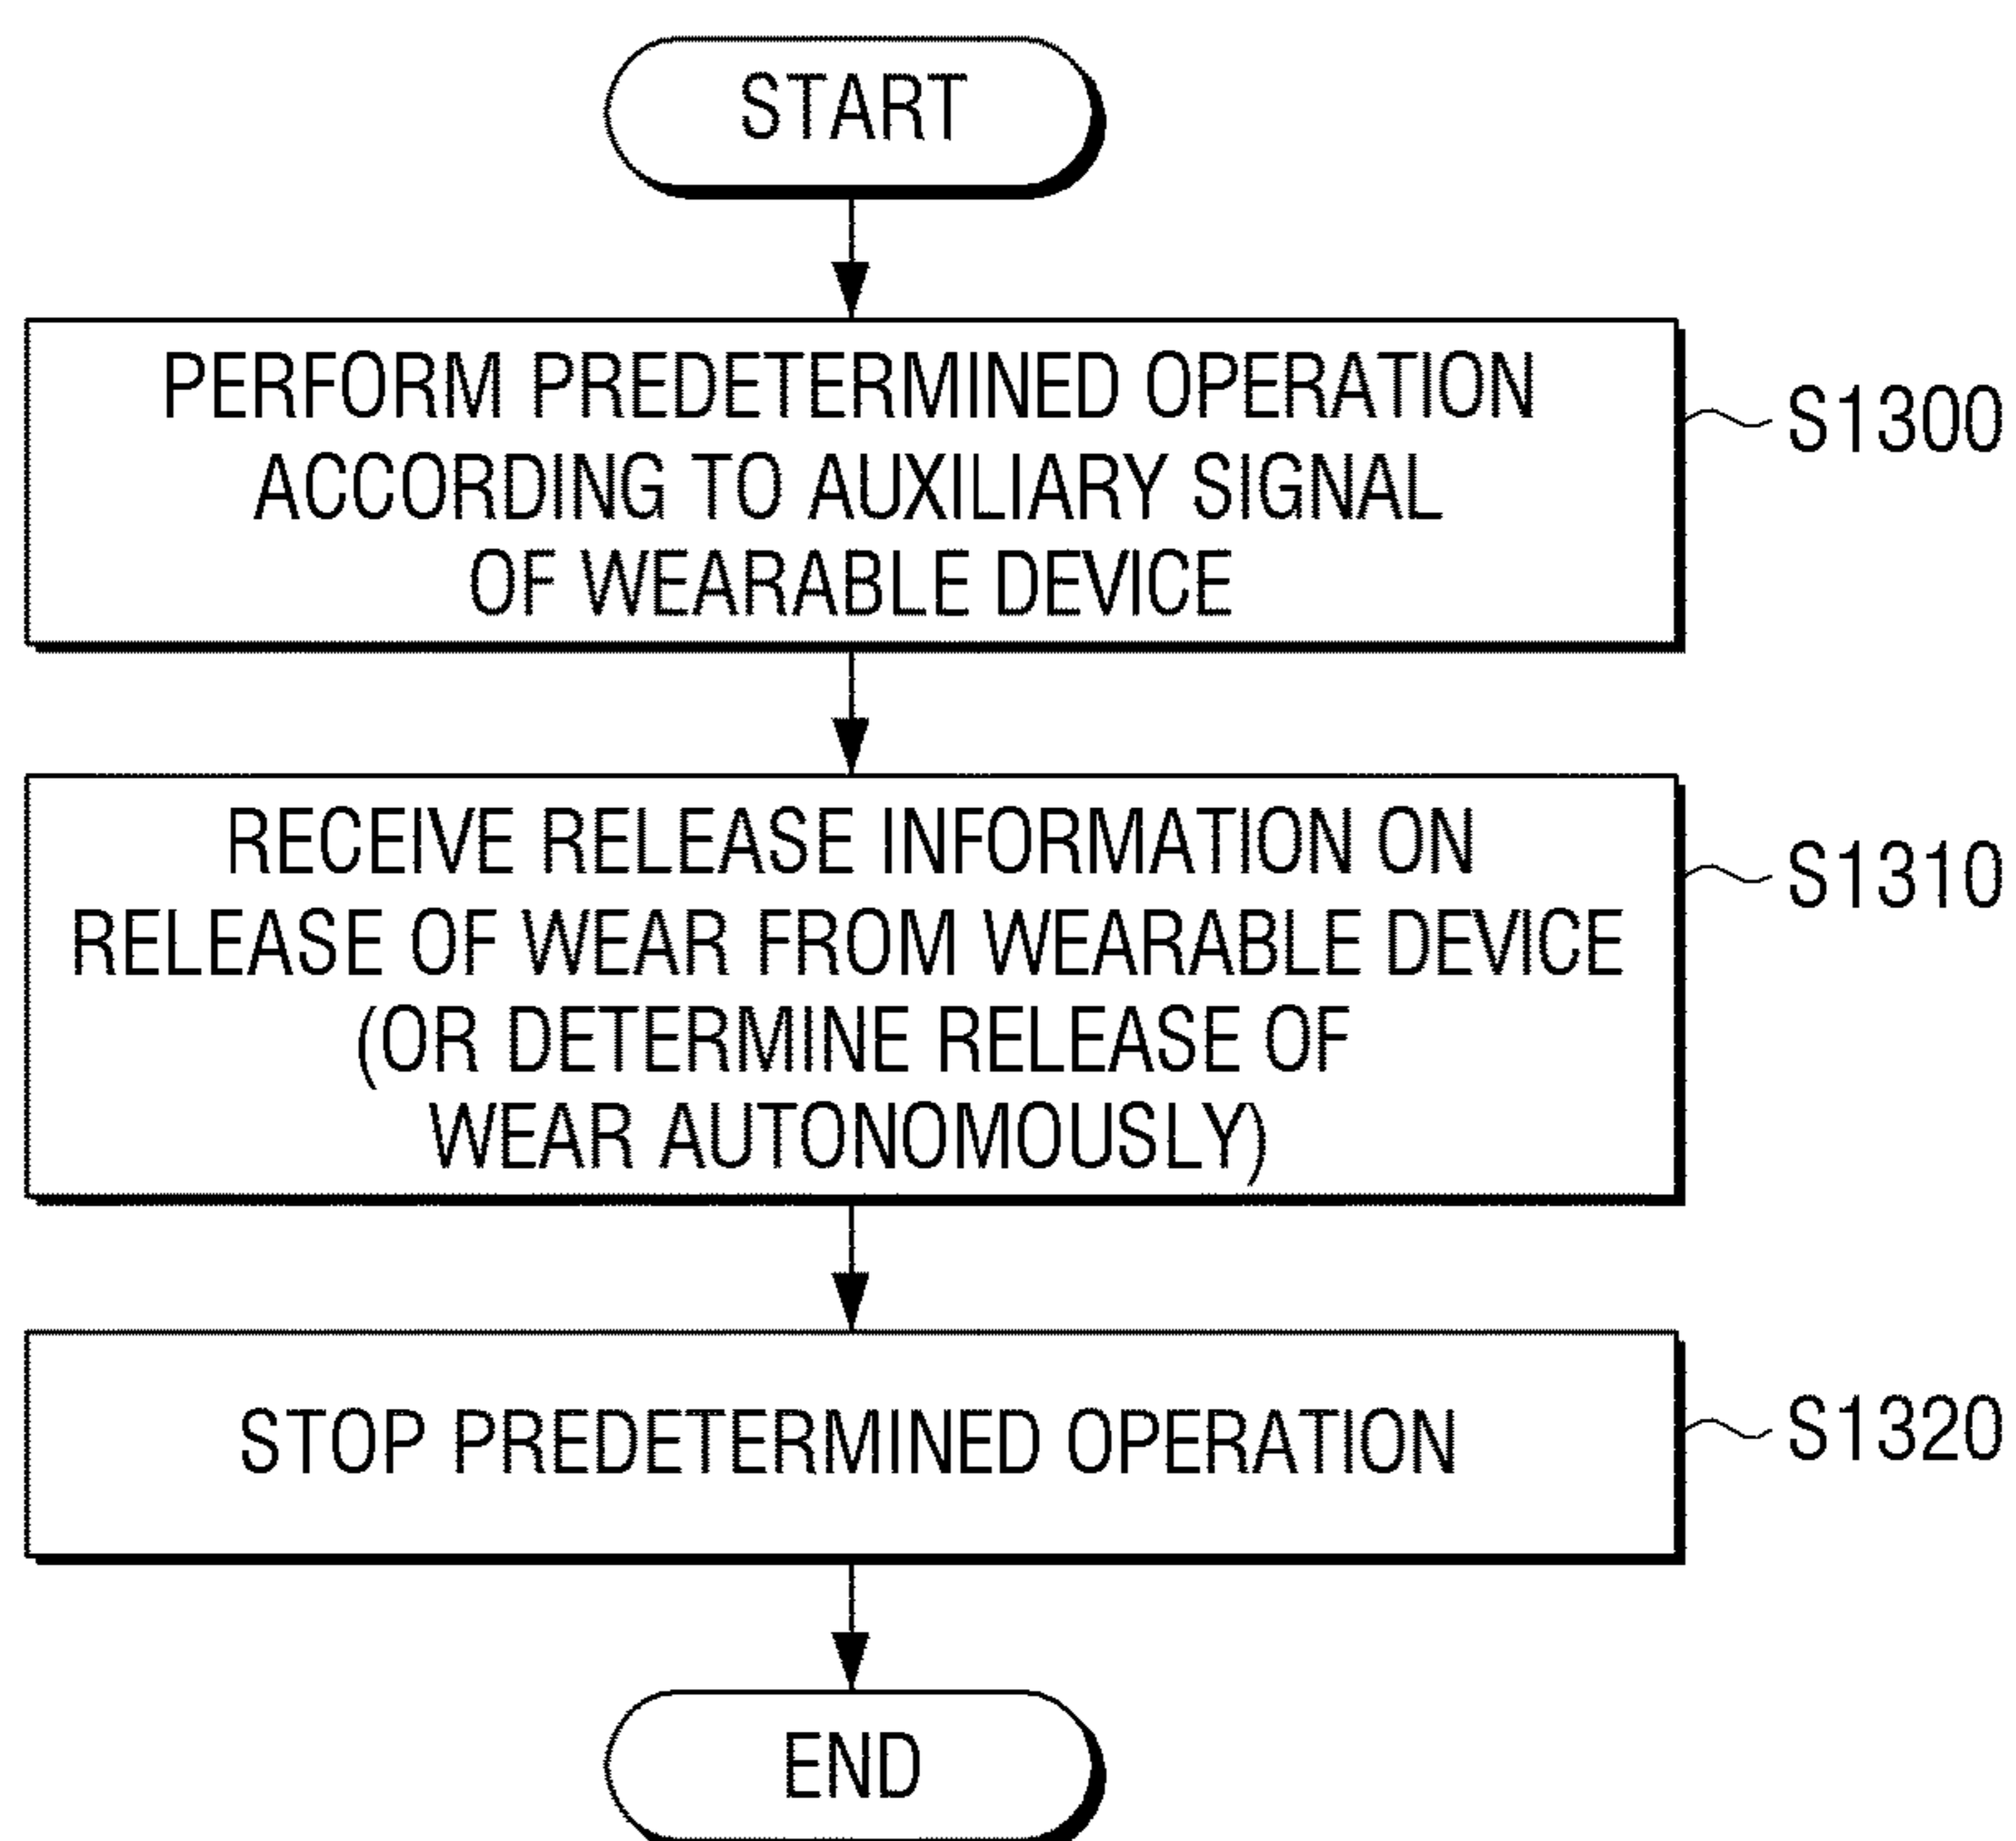 START
PERFORM PREDETERMINED OPERATION
ACCORDING TO AUXILIARY SIGNAL
OF WEARABLE DEVICE
S1300
RECEIVE RELEASE INFORMATION ON
RELEASE OF WEAR FROM WEARABLE DEVICE
(OR DETERMINE RELEASE OF
WEAR AUTONOMOUSLY)
S1310
STOP PREDETERMINED OPERATION
S1320
END